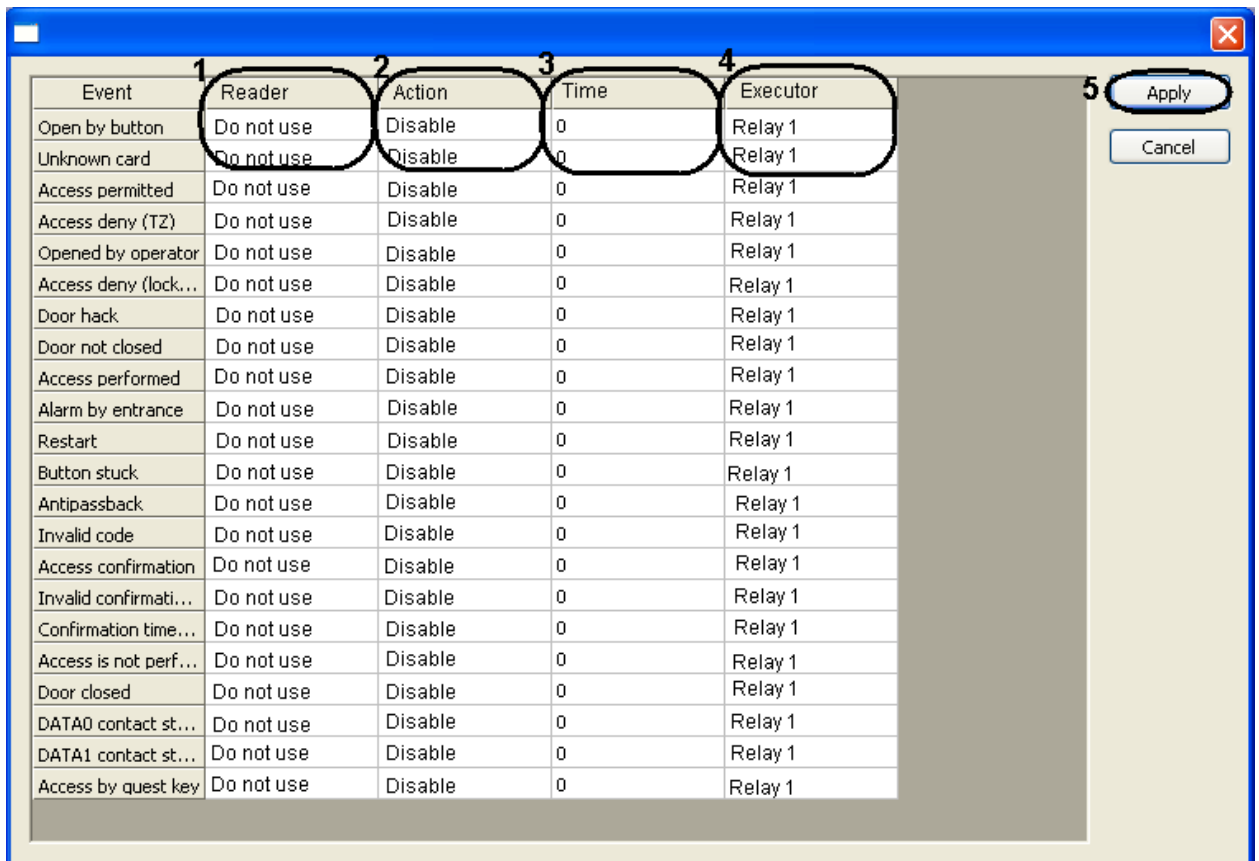 1 2 3 4
Event Reader Action Time Executor 5 Apply
Open by button Do not use Disable 0 Relay 1
Unknown card Do not use Disable 0 Relay 1 Cancel
Access permitted Do not use Disable 0 Relay 1
Access deny (TZ) Do not use Disable 0 Relay 1
Opened by operator Do not use Disable 0 Relay 1
Access deny (lock... Do not use Disable 0 Relay 1
Door hack Do not use Disable 0 Relay 1
Door not closed Do not use Disable 0 Relay 1
Access performed Do not use Disable 0 Relay 1
Alarm by entrance Do not use Disable 0 Relay 1
Restart Do not use Disable 0 Relay 1
Button stuck Do not use Disable 0 Relay 1
Antipassback Do not use Disable 0 Relay 1
Invalid code Do not use Disable 0 Relay 1
Access confirmation Do not use Disable 0 Relay 1
Invalid confirmati... Do not use Disable 0 Relay 1
Confirmation time... Do not use Disable 0 Relay 1
Access is not perf... Do not use Disable 0 Relay 1
Door closed Do not use Disable 0 Relay 1
DATA0 contact st... Do not use Disable 0 Relay 1
DATA1 contact st... Do not use Disable 0 Relay 1
Access by guest key Do not use Disable 0 Relay 1